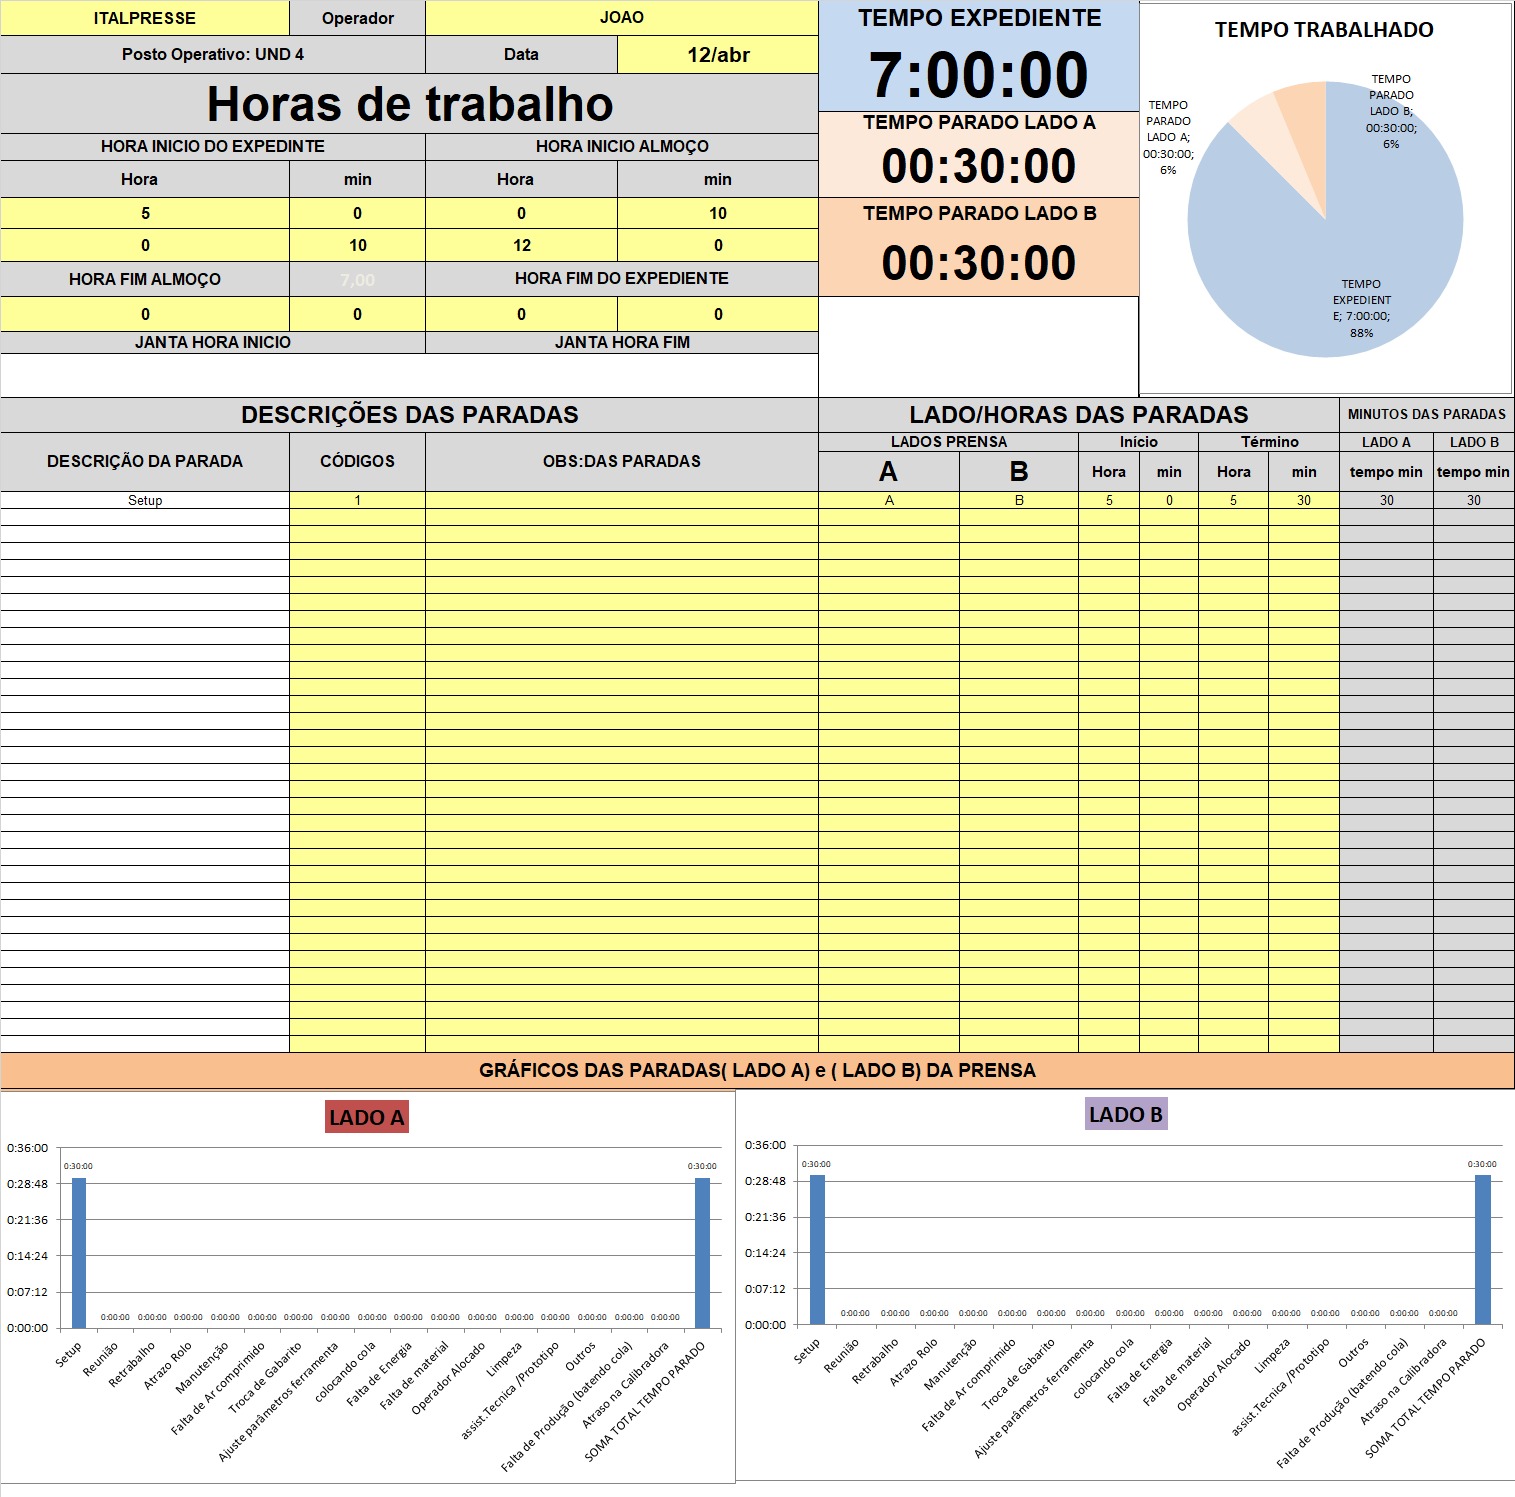 ITALPRESSE Operador JOAO
Posto Operativo: UND 4 Data 12/abr
Horas de trabalho
HORA INICIO DO EXPEDINTE HORA INICIO ALMOÇO
Hora min Hora min
5 0 0 10
0 10 12 0
HORA FIM ALMOÇO 7,00 HORA FIM DO EXPEDIENTE
0 0 0 0
JANTA HORA INICIO JANTA HORA FIM
TEMPO EXPEDIENTE
7:00:00
TEMPO PARADO LADO A
00:30:00
TEMPO PARADO LADO B
00:30:00
TEMPO TRABALHADO
TEMPO
PARADO
LADO A;
00:30:00;
6%
TEMPO
PARADO
LADO B;
00:30:00;
6%
TEMPO
EXPEDIENT
E; 7:00:00;
88%
DESCRIÇÕES DAS PARADAS LADO/HORAS DAS PARADAS MINUTOS DAS PARADAS
LADOS PRENSA Início Término LADO A LADO B
DESCRIÇÃO DA PARADA CÓDIGOS OBS:DAS PARADAS A B Hora min Hora min tempo min tempo min
Setup 1 A B 5 0 5 30 30 30
GRÁFICOS DAS PARADAS( LADO A) e ( LADO B) DA PRENSA
LADO A
0:36:00
0:28:48
0:21:36
0:14:24
0:07:12
0:00:00
0:30:00 0:00:00 0:00:00 0:00:00 0:00:00 0:00:00 0:00:00 0:00:00 0:00:00 0:00:00 0:00:00 0:00:00 0:00:00 0:00:00 0:00:00 0:00:00 0:00:00 0:30:00
Setup
Reunião
Retrabalho
Atrazo Rolo
Manutenção
Falta de Ar comprimido
Troca de Gabarito
Ajuste parâmetros ferramenta
colocando cola
Falta de Energia
Falta de material
Operador Alocado
Limpeza
assist.Tecnica /Prototipo
Outros
Falta de Produção (batendo cola)
Atraso na Calibradora
SOMA TOTAL TEMPO PARADO
LADO B
0:36:00
0:28:48
0:21:36
0:14:24
0:07:12
0:00:00
0:30:00 0:00:00 0:00:00 0:00:00 0:00:00 0:00:00 0:00:00 0:00:00 0:00:00 0:00:00 0:00:00 0:00:00 0:00:00 0:00:00 0:00:00 0:00:00 0:00:00 0:30:00
Setup
Reunião
Retrabalho
Atrazo Rolo
Manutenção
Falta de Ar comprimido
Troca de Gabarito
Ajuste parâmetros ferramenta
colocando cola
Falta de Energia
Falta de material
Operador Alocado
Limpeza
assist.Tecnica /Prototipo
Outros
Falta de Produção (batendo cola)
Atraso na Calibradora
SOMA TOTAL TEMPO PARADO